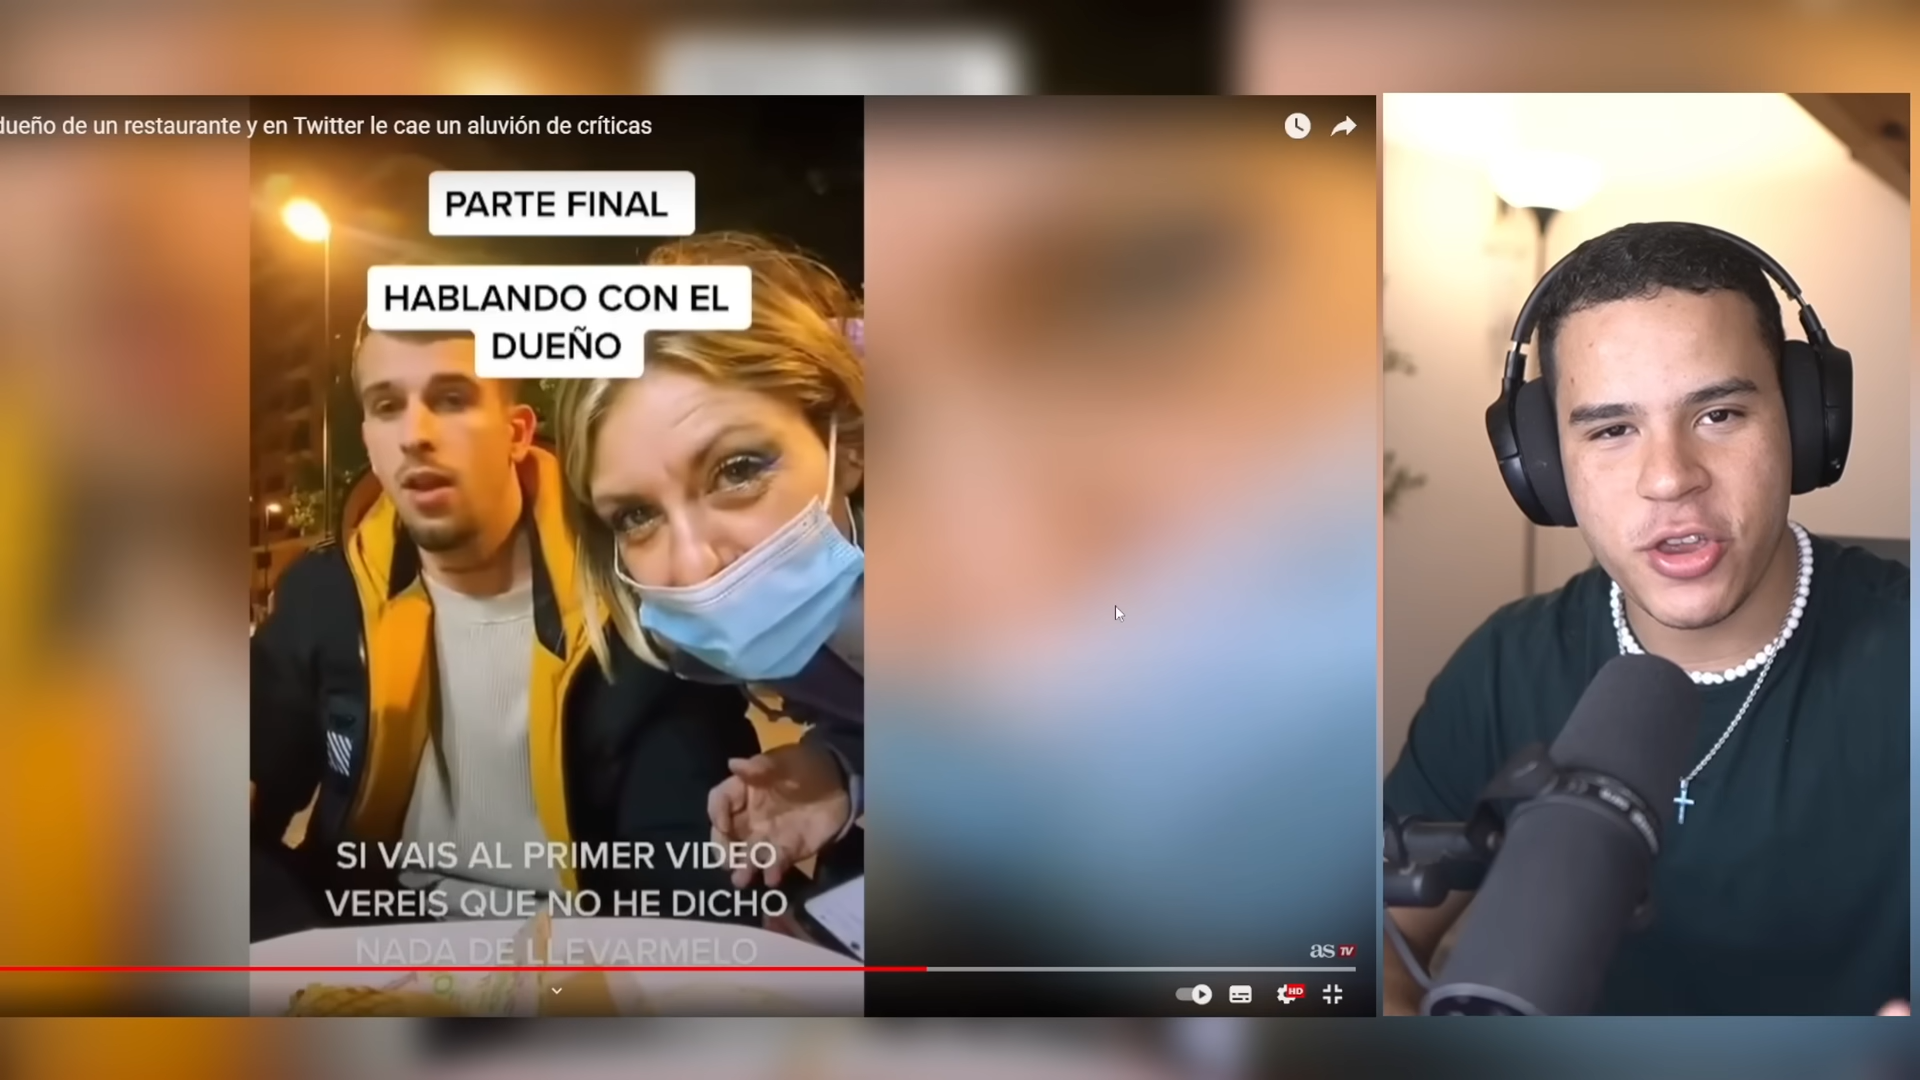 dueño de un restaurante y en Twitter le cae un aluvión de críticas
PARTE FINAL
HABLANDO CON EL
DUEÑO
SI VAIS AL PRIMER VIDEO
VEREIS QUE NO HE DICHO
NADA DE LLEVARMELO
as TV
HD